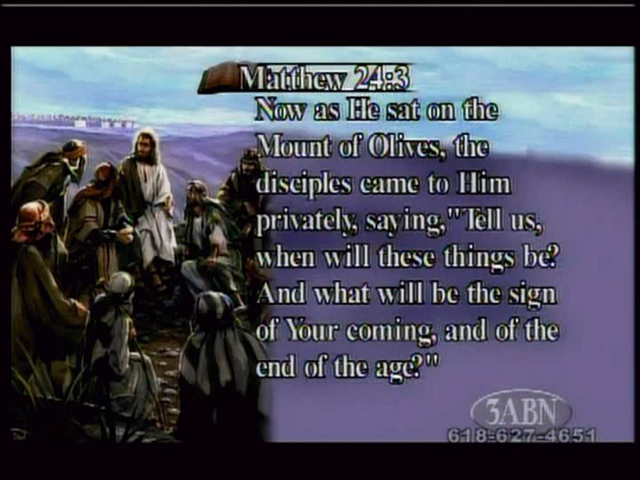 Matthew 24:3
Now as He sat on the
Mount of Olives, the
disciples came to Him
privately, saying,"Tell us,
when will these things be?
And what will be the sign
of Your coming, and of the
end of the age?"
3ABN
618-627-4651